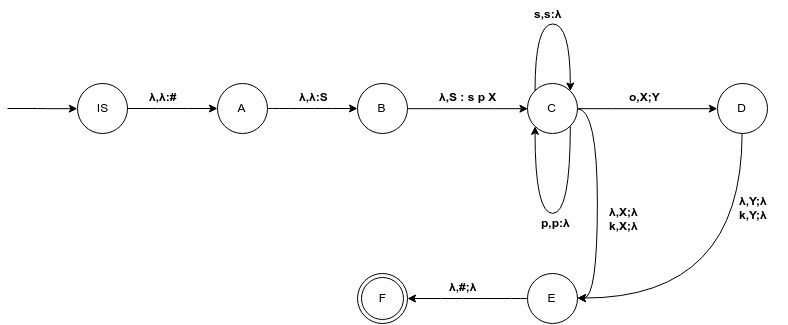 s,s:λ
IS
λ,λ:#
A
λ,λ:S
B
λ,S : s p X
C
o,X;Y
D
p,p:λ
λ,X;λ
k,X;λ
λ,Y;λ
k,Y;λ
F
λ,#;λ
E